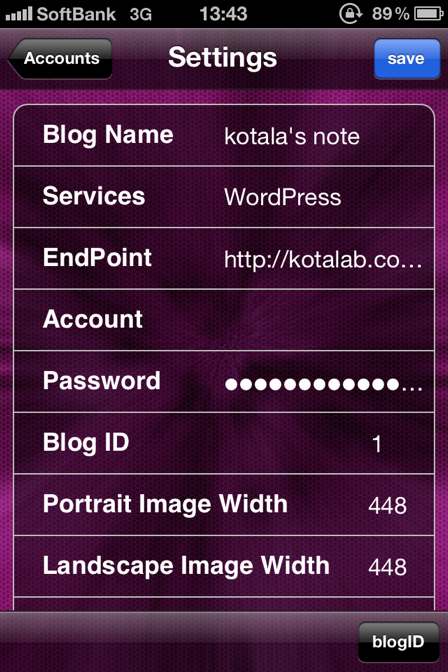 SoftBank 3G 13:43 89%
Accounts Settings save
Blog Name kotala's note
Services WordPress
EndPoint http://kotalab.co...
Account
Password ●●●●●●●●●●●●...
Blog ID 1
Portrait Image Width 448
Landscape Image Width 448
blogID